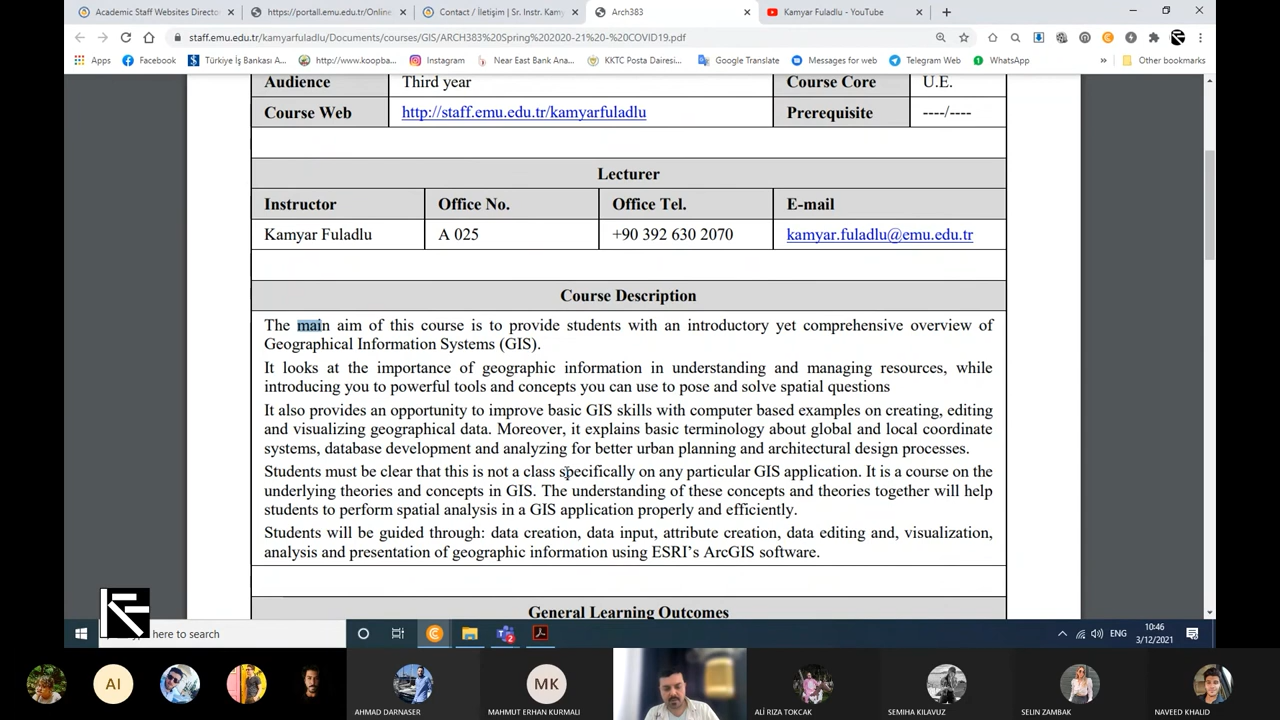 Academic Staff Websites Directo
https://portall.emu.edu.tr/Online
Contact / İletişim | Sr. Instr. Kamy
Arch383
Kamyar Fuladlu - YouTube
staff.emu.edu.tr/kamyarfuladlu/Documents/courses/GIS/ARCH383%20Spring%202020-21%20-%20COVID19.pdf
Apps
Facebook
Türkiye İş Bankası A...
http://www.koopba...
Instagram
Near East Bank Ana...
KKTC Posta Dairesi...
Google Translate
Messages for web
Telegram Web
WhatsApp
»
Other bookmarks
Audience Third year Course Core U.E.
Course Web http://staff.emu.edu.tr/kamyarfuladlu Prerequisite ----/----
Lecturer
Instructor Office No. Office Tel. E-mail
Kamyar Fuladlu A 025 +90 392 630 2070 kamyar.fuladlu@emu.edu.tr
Course Description
The main aim of this course is to provide students with an introductory yet comprehensive overview of
Geographical Information Systems (GIS).
It looks at the importance of geographic information in understanding and managing resources, while
introducing you to powerful tools and concepts you can use to pose and solve spatial questions
It also provides an opportunity to improve basic GIS skills with computer based examples on creating, editing
and visualizing geographical data. Moreover, it explains basic terminology about global and local coordinate
systems, database development and analyzing for better urban planning and architectural design processes.
Students must be clear that this is not a class specifically on any particular GIS application. It is a course on the
underlying theories and concepts in GIS. The understanding of these concepts and theories together will help
students to perform spatial analysis in a GIS application properly and efficiently.
Students will be guided through: data creation, data input, attribute creation, data editing and, visualization,
analysis and presentation of geographic information using ESRI's ArcGIS software.
General Learning Outcomes
here to search
ENG
10:46
3/12/2021
AI
MK
AHMAD DARNASER
MAHMUT ERHAN KURMALI
ALİ RIZA TOKCAK
SEMIHA KILAVUZ
SELIN ZAMBAK
NAVEED KHALID